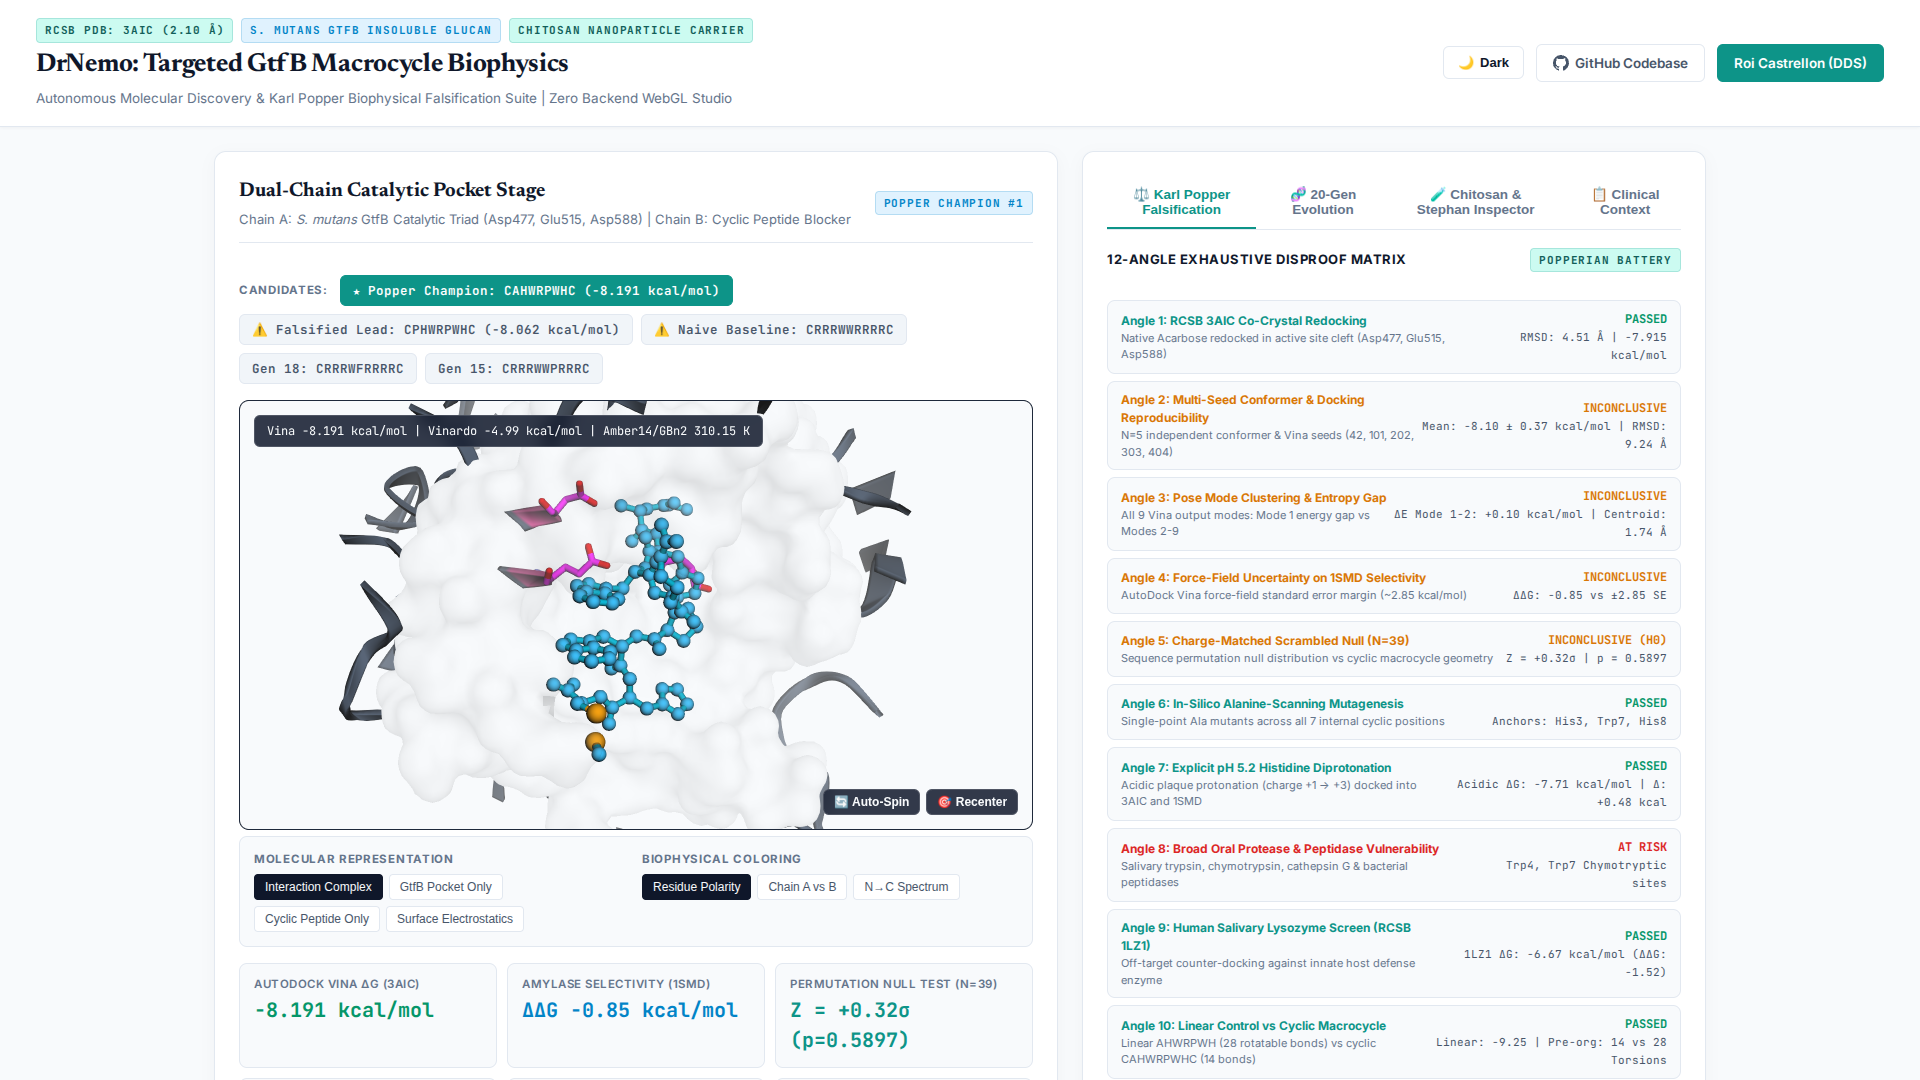 RCSB PDB: 3AIC (2.10 Å)
S. MUTANS GTFB INSOLUBLE GLUCAN
CHITOSAN NANOPARTICLE CARRIER
DrNemo: Targeted GtfB Macrocycle Biophysics
Autonomous Molecular Discovery & Karl Popper Biophysical Falsification Suite | Zero Backend WebGL Studio
🌙 Dark
GitHub Codebase
Roi Castrellon (DDS)
Dual-Chain Catalytic Pocket Stage
Chain A: S. mutans GtfB Catalytic Triad (Asp477, Glu515, Asp588) | Chain B: Cyclic Peptide Blocker
POPPER CHAMPION #1
CANDIDATES:
★ Popper Champion: CAHWRPWHC (-8.191 kcal/mol)
⚠️ Falsified Lead: CPHWRPWHC (-8.062 kcal/mol)
⚠️ Naive Baseline: CRRRWWRRRRC
Gen 18: CRRRWFRRRRC
Gen 15: CRRRWWPRRRC
Vina -8.191 kcal/mol | Vinardo -4.99 kcal/mol | Amber14/GBn2 310.15 K
🔄 Auto-Spin
🎯 Recenter
MOLECULAR REPRESENTATION
Interaction Complex
GtfB Pocket Only
Cyclic Peptide Only
Surface Electrostatics
BIOPHYSICAL COLORING
Residue Polarity
Chain A vs B
N→C Spectrum
AUTODOCK VINA ΔG (3AIC)
-8.191 kcal/mol
AMYLASE SELECTIVITY (1SMD)
ΔΔG -0.85 kcal/mol
PERMUTATION NULL TEST (N=39)
Z = +0.32σ
(p=0.5897)
⚖️ Karl Popper
Falsification
🧬 20-Gen
Evolution
🧪 Chitosan &
Stephan Inspector
📋 Clinical
Context
12-ANGLE EXHAUSTIVE DISPROOF MATRIX
POPPERIAN BATTERY
Angle 1: RCSB 3AIC Co-Crystal Redocking
Native Acarbose redocked in active site cleft (Asp477, Glu515,
Asp588)
PASSED
RMSD: 4.51 Å | -7.915
kcal/mol
Angle 2: Multi-Seed Conformer & Docking
Reproducibility
N=5 independent conformer & Vina seeds (42, 101, 202,
303, 404)
INCONCLUSIVE
Mean: -8.10 ± 0.37 kcal/mol | RMSD:
9.24 Å
Angle 3: Pose Mode Clustering & Entropy Gap
All 9 Vina output modes: Mode 1 energy gap vs
Modes 2-9
INCONCLUSIVE
ΔE Mode 1-2: +0.10 kcal/mol | Centroid:
1.74 Å
Angle 4: Force-Field Uncertainty on 1SMD Selectivity
AutoDock Vina force-field standard error margin (~2.85 kcal/mol)
INCONCLUSIVE
ΔΔG: -0.85 vs ±2.85 SE
Angle 5: Charge-Matched Scrambled Null (N=39)
Sequence permutation null distribution vs cyclic macrocycle geometry
INCONCLUSIVE (H0)
Z = +0.32σ | p = 0.5897
Angle 6: In-Silico Alanine-Scanning Mutagenesis
Single-point Ala mutants across all 7 internal cyclic positions
PASSED
Anchors: His3, Trp7, His8
Angle 7: Explicit pH 5.2 Histidine Diprotonation
Acidic plaque protonation (charge +1 → +3) docked into
3AIC and 1SMD
PASSED
Acidic ΔG: -7.71 kcal/mol | Δ:
+0.48 kcal
Angle 8: Broad Oral Protease & Peptidase Vulnerability
Salivary trypsin, chymotrypsin, cathepsin G & bacterial
peptidases
AT RISK
Trp4, Trp7 Chymotryptic
sites
Angle 9: Human Salivary Lysozyme Screen (RCSB
1LZ1)
Off-target counter-docking against innate host defense
enzyme
PASSED
1LZ1 ΔG: -6.67 kcal/mol (ΔΔG:
-1.52)
Angle 10: Linear Control vs Cyclic Macrocycle
Linear AHWRPWH (28 rotatable bonds) vs cyclic
CAHWRPWHC (14 bonds)
PASSED
Linear: -9.25 | Pre-org: 14 vs 28
Torsions